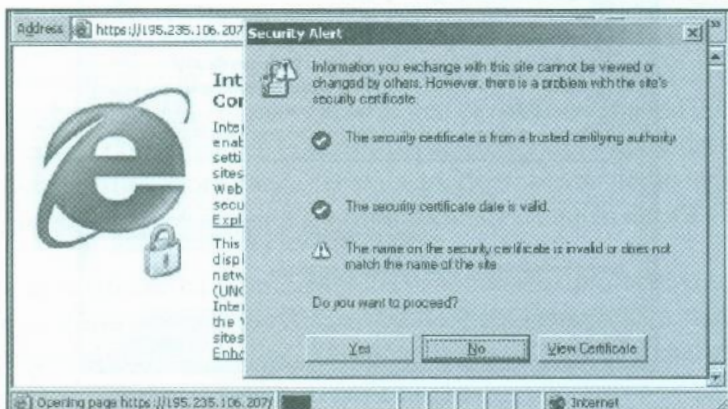 Address https://195.235.106.207
Security Alert
Information you exchange with this site cannot be viewed or
changed by others. However, there is a problem with the site's
security certificate.
The security certificate is from a trusted certifying authority.
The security certificate date is valid.
The name on the security certificate is invalid or does not
match the name of the site
Do you want to proceed?
Yes No View Certificate
Int
Con
Inter
enab
setti
sites
Web
secu
Expl
This
displ
netw
(UNC
Inter
the
sites
Enha
Opening page https://195.235.106.207/
Internet